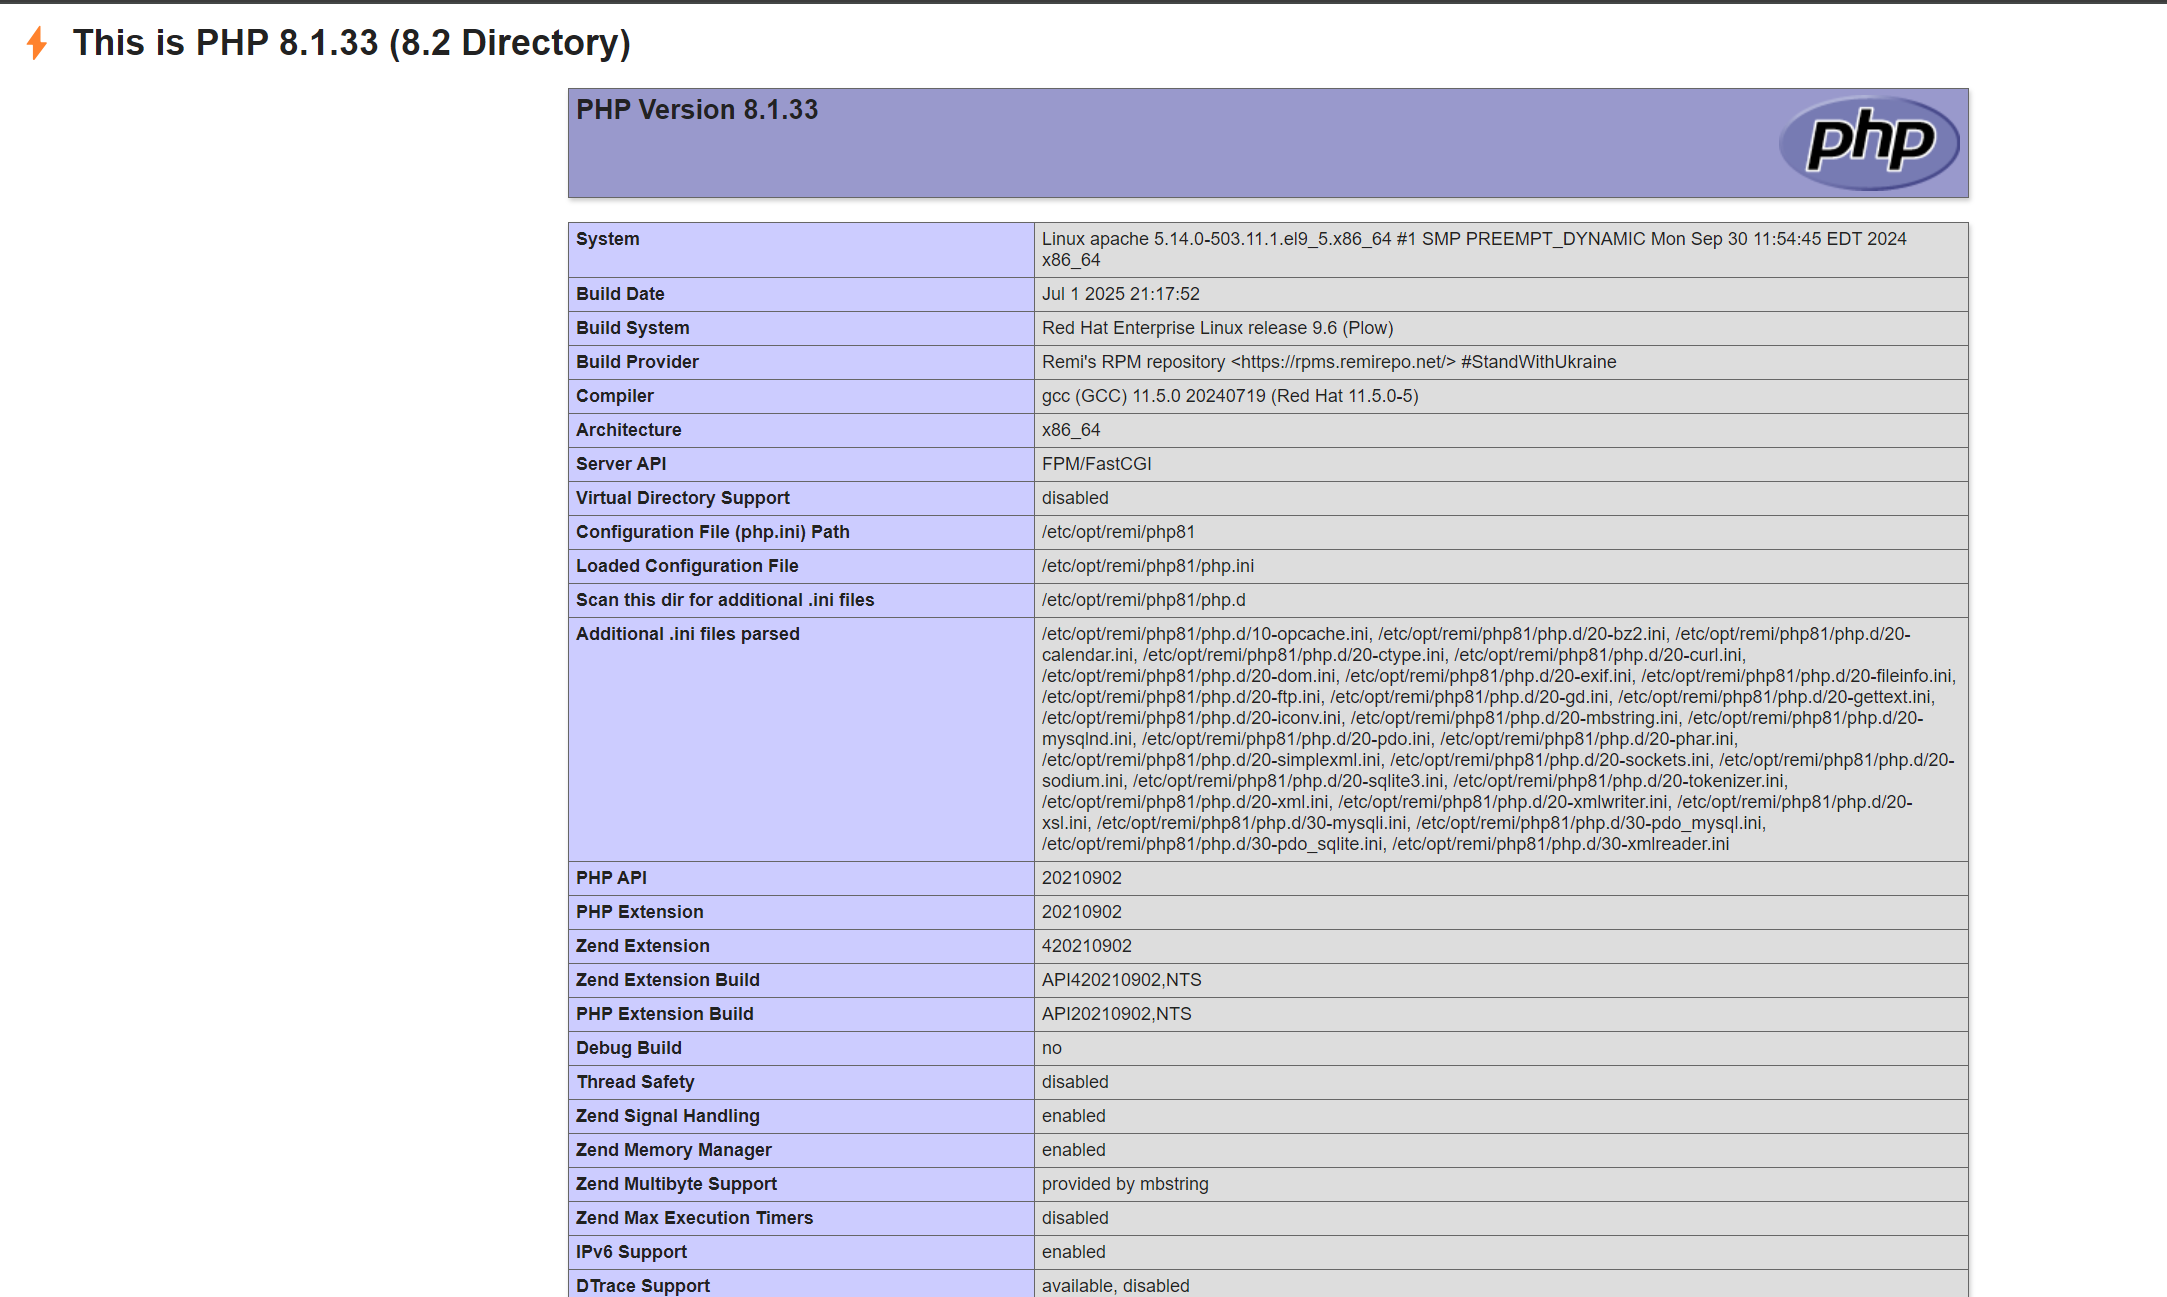 This is PHP 8.1.33 (8.2 Directory)
PHP Version 8.1.33
php
System
Linux apache 5.14.0-503.11.1.el9_5.x86_64 #1 SMP PREEMPT_DYNAMIC Mon Sep 30 11:54:45 EDT 2024
x86_64
Build Date
Jul 1 2025 21:17:52
Build System
Red Hat Enterprise Linux release 9.6 (Plow)
Build Provider
Remi's RPM repository <https://rpms.remirepo.net/> #StandWithUkraine
Compiler
gcc (GCC) 11.5.0 20240719 (Red Hat 11.5.0-5)
Architecture
x86_64
Server API
FPM/FastCGI
Virtual Directory Support
disabled
Configuration File (php.ini) Path
/etc/opt/remi/php81
Loaded Configuration File
/etc/opt/remi/php81/php.ini
Scan this dir for additional .ini files
/etc/opt/remi/php81/php.d
Additional .ini files parsed
/etc/opt/remi/php81/php.d/10-opcache.ini, /etc/opt/remi/php81/php.d/20-bz2.ini, /etc/opt/remi/php81/php.d/20-
calendar.ini, /etc/opt/remi/php81/php.d/20-ctype.ini, /etc/opt/remi/php81/php.d/20-curl.ini,
/etc/opt/remi/php81/php.d/20-dom.ini, /etc/opt/remi/php81/php.d/20-exif.ini, /etc/opt/remi/php81/php.d/20-fileinfo.ini,
/etc/opt/remi/php81/php.d/20-ftp.ini, /etc/opt/remi/php81/php.d/20-gd.ini, /etc/opt/remi/php81/php.d/20-gettext.ini,
/etc/opt/remi/php81/php.d/20-iconv.ini, /etc/opt/remi/php81/php.d/20-mbstring.ini, /etc/opt/remi/php81/php.d/20-
mysqlnd.ini, /etc/opt/remi/php81/php.d/20-pdo.ini, /etc/opt/remi/php81/php.d/20-phar.ini,
/etc/opt/remi/php81/php.d/20-simplexml.ini, /etc/opt/remi/php81/php.d/20-sockets.ini, /etc/opt/remi/php81/php.d/20-
sodium.ini, /etc/opt/remi/php81/php.d/20-sqlite3.ini, /etc/opt/remi/php81/php.d/20-tokenizer.ini,
/etc/opt/remi/php81/php.d/20-xml.ini, /etc/opt/remi/php81/php.d/20-xmlwriter.ini, /etc/opt/remi/php81/php.d/20-
xsl.ini, /etc/opt/remi/php81/php.d/30-mysqli.ini, /etc/opt/remi/php81/php.d/30-pdo_mysql.ini,
/etc/opt/remi/php81/php.d/30-pdo_sqlite.ini, /etc/opt/remi/php81/php.d/30-xmlreader.ini
PHP API
20210902
PHP Extension
20210902
Zend Extension
420210902
Zend Extension Build
API420210902,NTS
PHP Extension Build
API20210902,NTS
Debug Build
no
Thread Safety
disabled
Zend Signal Handling
enabled
Zend Memory Manager
enabled
Zend Multibyte Support
provided by mbstring
Zend Max Execution Timers
disabled
IPv6 Support
enabled
DTrace Support
available, disabled